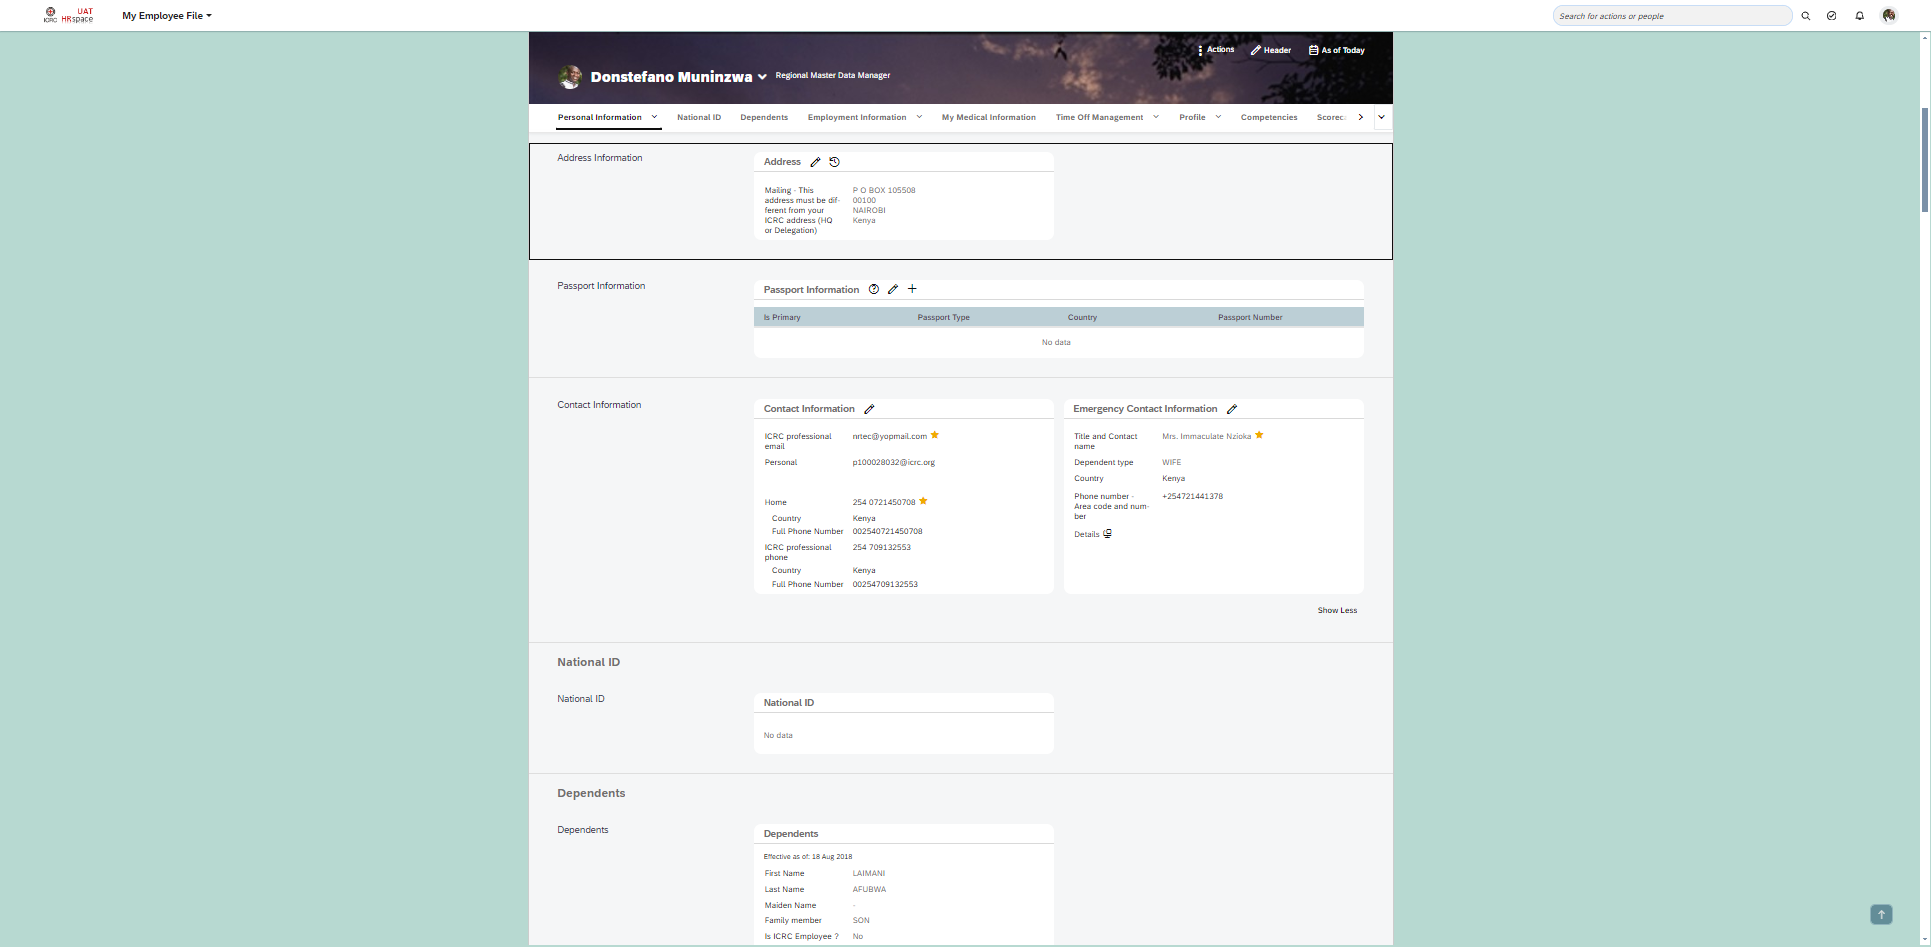 ICRC UAT HRspace My Employee File Search for actions or people
Actions Header As of Today
Donstefano Muninzwa Regional Master Data Manager
Personal Information National ID Dependents Employment Information My Medical Information Time Off Management Profile Competencies Scorec
Address Information
Address
Mailing - This address must be dif-
ferent from your ICRC address (HQ
or Delegation)
P O BOX 105508
00100
NAIROBI
Kenya
Passport Information
Passport Information
Is Primary Passport Type Country Passport Number
No data
Contact Information
Contact Information
ICRC professional email nrtec@yopmail.com
Personal p100028032@icrc.org
Home 254 0721450708
Country Kenya
Full Phone Number 002540721450708
ICRC professional phone 254 709132553
Country Kenya
Full Phone Number 00254709132553
Emergency Contact Information
Title and Contact name Mrs. Immaculate Nzioka
Dependent type WIFE
Country Kenya
Phone number - Area code and num-
ber
+254721441378
Details
Show Less
National ID
National ID
National ID
No data
Dependents
Dependents
Dependents
Effective as of: 18 Aug 2018
First Name LAIMANI
Last Name AFUBWA
Maiden Name -
Family member SON
Is ICRC Employee ? No